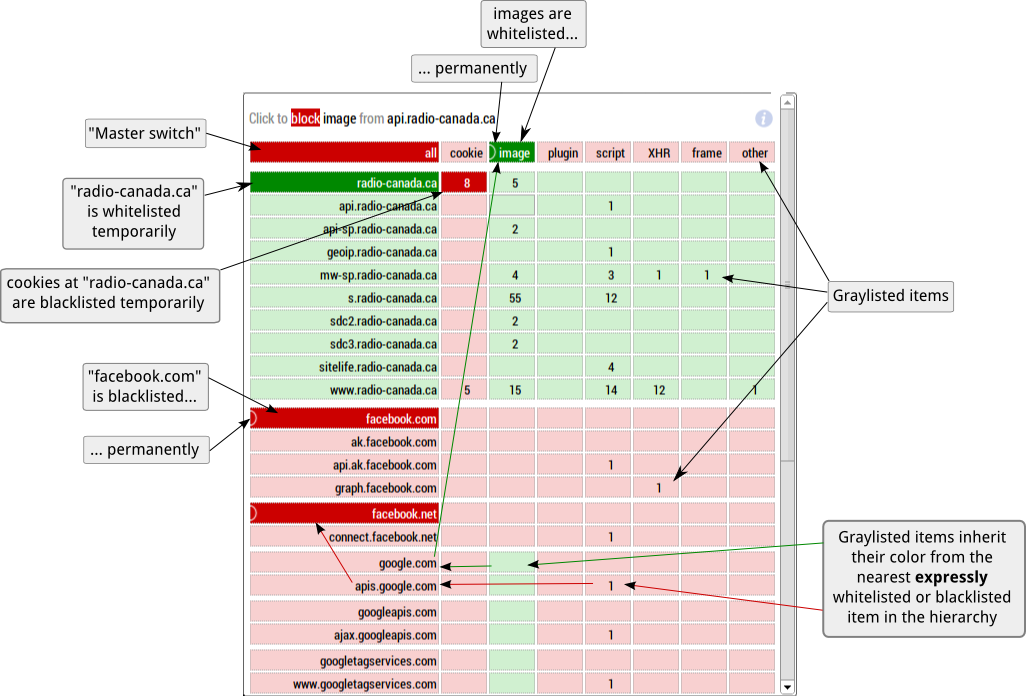 images are
whitelisted...
... permanently
Click to block image from api.radio-canada.ca
i
"Master switch"
all cookie image plugin script XHR frame other
"radio-canada.ca"
is whitelisted
temporarily
radio-canada.ca 8 5
api.radio-canada.ca 1
api-sp.radio-canada.ca 2
geoip.radio-canada.ca 1
cookies at "radio-canada.ca"
are blacklisted temporarily
mw-sp.radio-canada.ca 4 3 1 1
Graylisted items
s.radio-canada.ca 55 12
sdc2.radio-canada.ca 2
sdc3.radio-canada.ca 2
sitelife.radio-canada.ca 4
www.radio-canada.ca 5 15 14 12 1
"facebook.com"
is blacklisted...
... permanently
facebook.com
ak.facebook.com
api.ak.facebook.com 1
graph.facebook.com 1
facebook.net
connect.facebook.net 1
google.com
apis.google.com 1
Graylisted items inherit
their color from the
nearest expressly
whitelisted or blacklisted
item in the hierarchy
googleapis.com
ajax.googleapis.com 1
googletagservices.com
www.googletagservices.com 1